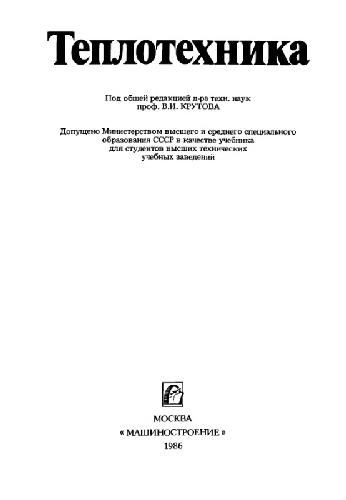 Теплотехника
Под общей редакцией д-ра техн. наук
проф. В.И. КРУТОВА
Допущено Министерством высшего и среднего специального
образования СССР в качестве учебника
для студентов высших технических
учебных заведений
МОСКВА
« МАШИНОСТРОЕНИЕ »
1986